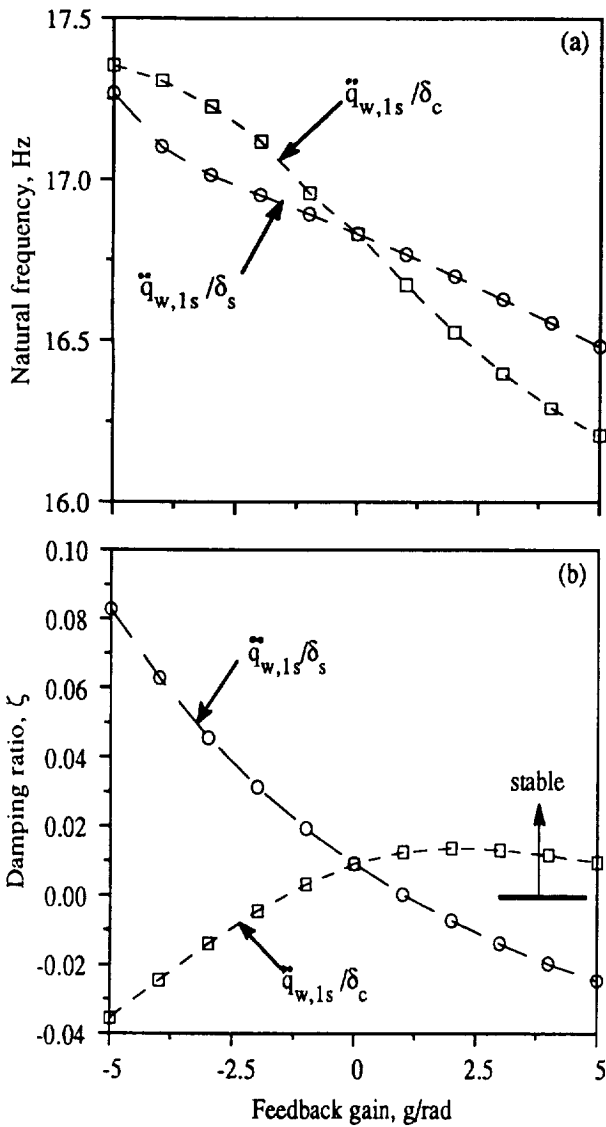 17.5
17.0
16.5
16.0
Natural frequency, Hz
(a)
q̈w,1s/δc
q̈w,1s/δs
0.10
0.08
0.06
0.04
0.02
0.00
-0.02
-0.04
Damping ratio, ζ
(b)
q̈w,1s/δs
stable
q̈w,1s/δc
-5
-2.5
0
2.5
5
Feedback gain, g/rad